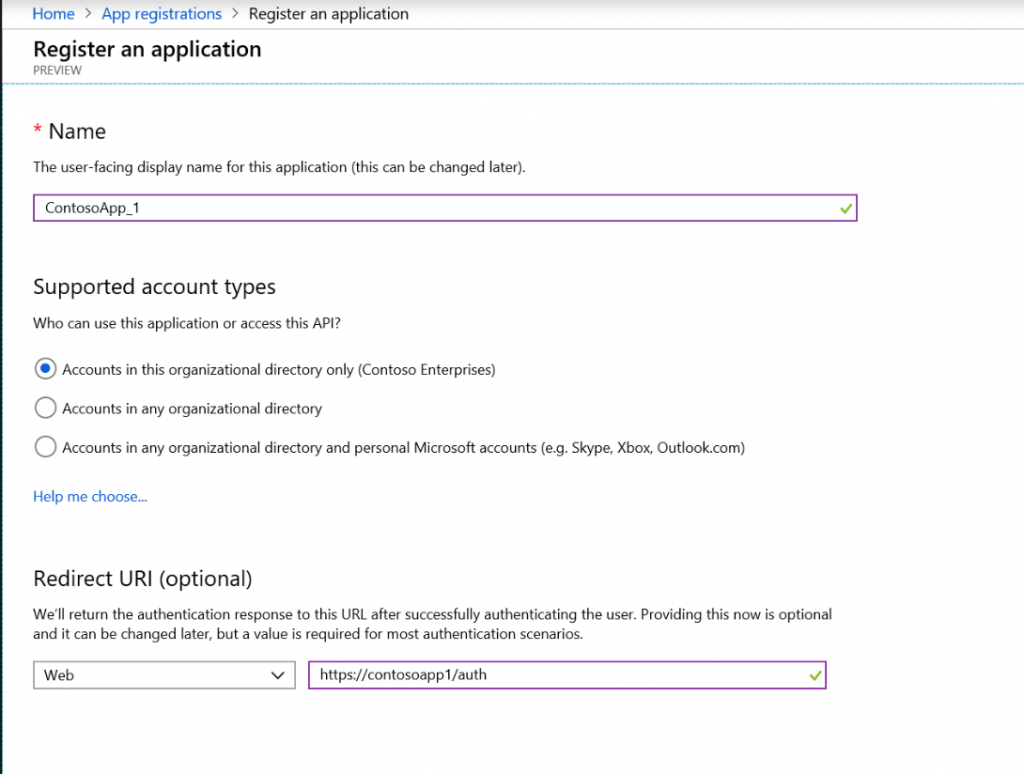 Home > App registrations > Register an application
Register an application
PREVIEW
* Name
The user-facing display name for this application (this can be changed later).
ContosoApp_1
Supported account types
Who can use this application or access this API?
Accounts in this organizational directory only (Contoso Enterprises)
Accounts in any organizational directory
Accounts in any organizational directory and personal Microsoft accounts (e.g. Skype, Xbox, Outlook.com)
Help me choose...
Redirect URI (optional)
We'll return the authentication response to this URL after successfully authenticating the user. Providing this now is optional
and it can be changed later, but a value is required for most authentication scenarios.
Web https://contosoapp1/auth